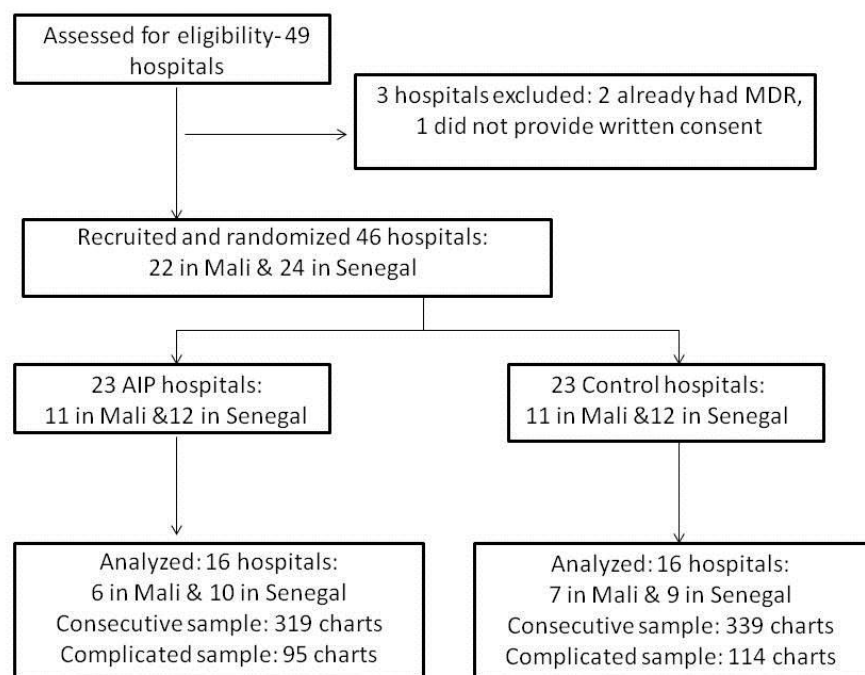 Assessed for eligibility- 49
hospitals
3 hospitals excluded: 2 already had MDR,
1 did not provide written consent
Recruited and randomized 46 hospitals:
22 in Mali & 24 in Senegal
23 AIP hospitals:
11 in Mali &12 in Senegal
23 Control hospitals:
11 in Mali &12 in Senegal
Analyzed: 16 hospitals:
6 in Mali & 10 in Senegal
Consecutive sample: 319 charts
Complicated sample: 95 charts
Analyzed: 16 hospitals:
7 in Mali & 9 in Senegal
Consecutive sample: 339 charts
Complicated sample: 114 charts